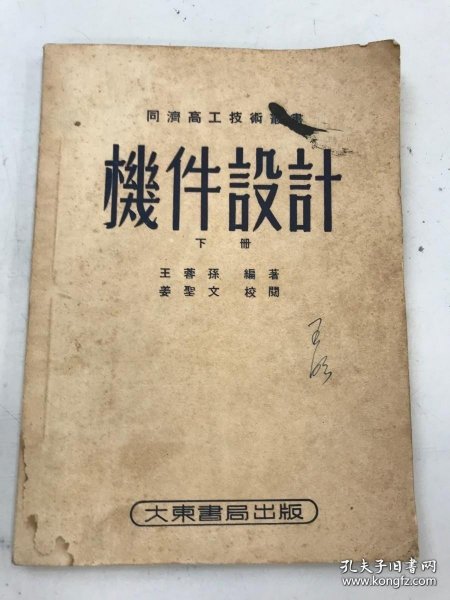 同濟高工技術叢書
機件設計
下冊
王蓉孫 編著
姜聖文 校閱
王
大東書局出版
孔夫子旧书网
www.kongfz.com